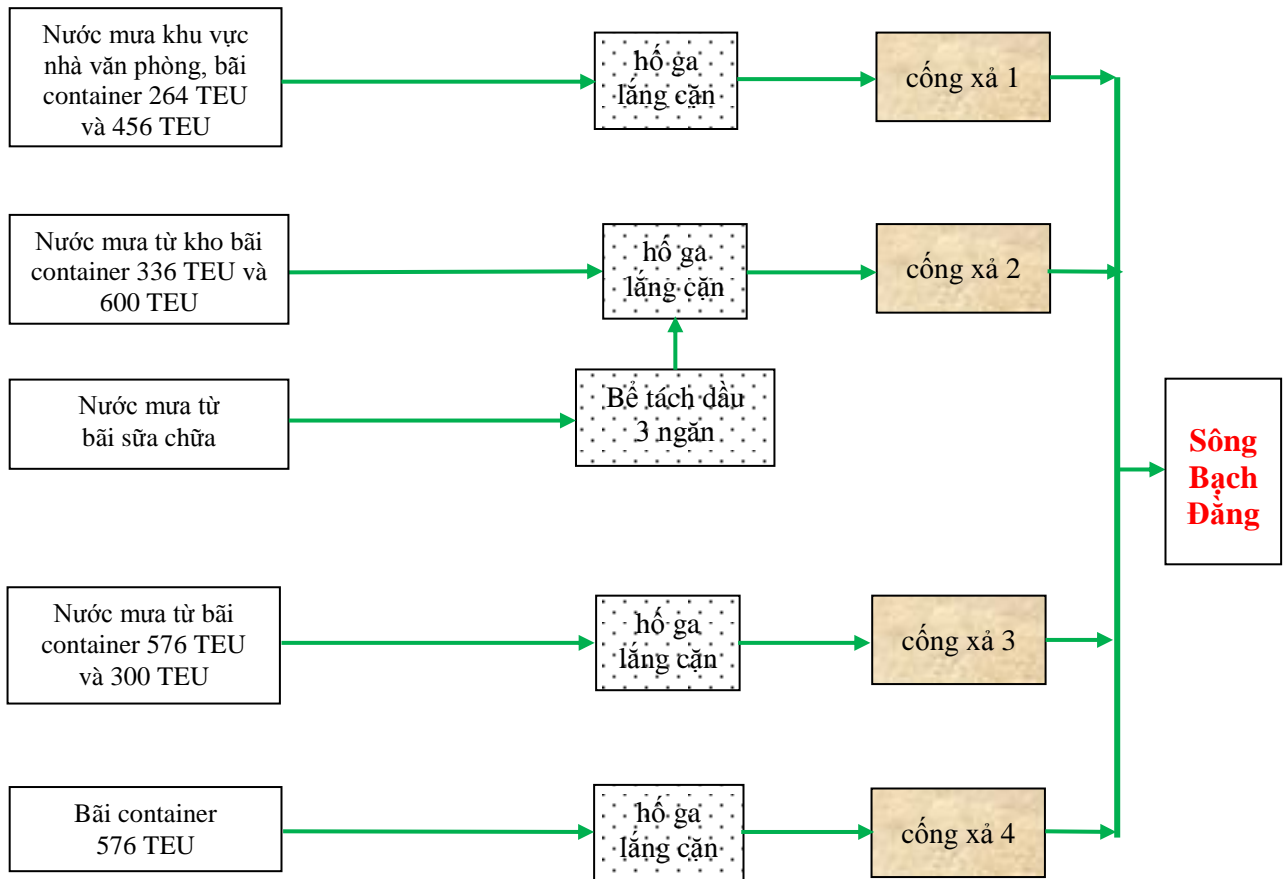 Nước mưa khu vực
nhà văn phòng, bãi
container 264 TEU
và 456 TEU
hố ga
lắng cặn
cống xả 1
Nước mưa từ kho bãi
container 336 TEU và
600 TEU
hố ga
lắng cặn
cống xả 2
Nước mưa từ
bãi sữa chữa
Bể tách dầu
3 ngăn
Sông
Bạch
Đằng
Nước mưa từ bãi
container 576 TEU
và 300 TEU
hố ga
lắng cặn
cống xả 3
Bãi container
576 TEU
hố ga
lắng cặn
cống xả 4